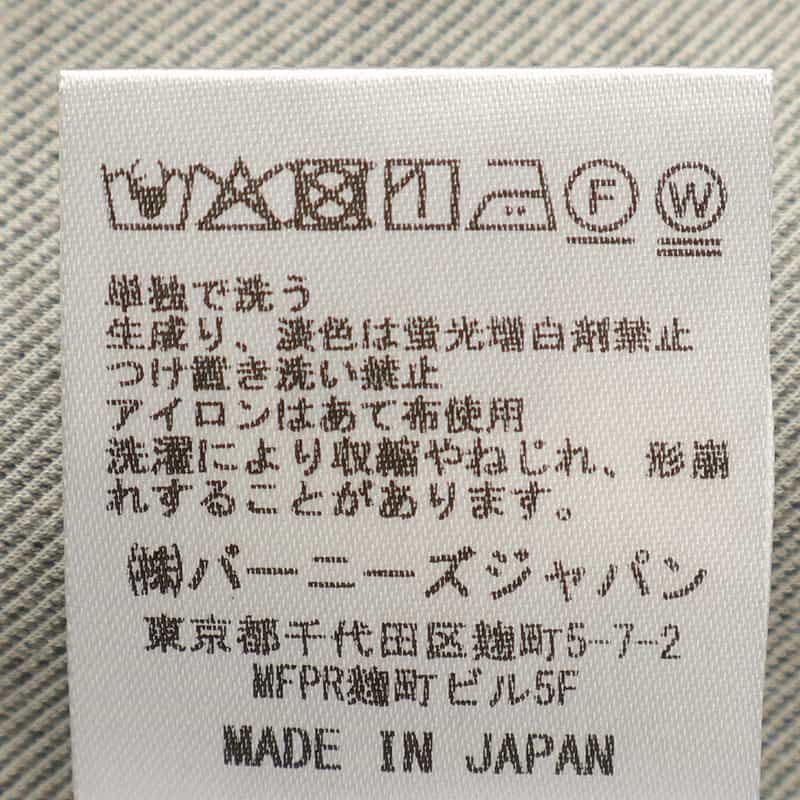 F W
単独で洗う
生成り、淡色は蛍光増白剤禁止
つけ置き洗い禁止
アイロンはあて布使用
洗濯により収縮やねじれ、形崩
れすることがあります。
㈱バーニーズジャパン
東京都千代田区麹町5-7-2
MFPR麹町ビル5F
MADE IN JAPAN